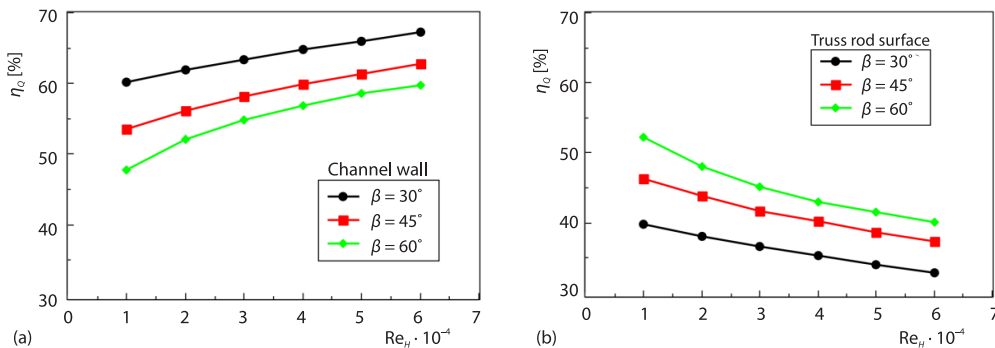 70
60
50
40
30
η_Q [%]
Channel wall
β = 30°
β = 45°
β = 60°
0 1 2 3 4 5 6 7
Re_H · 10⁻⁴
(a)
70
60
50
40
30
η_Q [%]
Truss rod surface
β = 30°
β = 45°
β = 60°
0 1 2 3 4 5 6 7
Re_H · 10⁻⁴
(b)